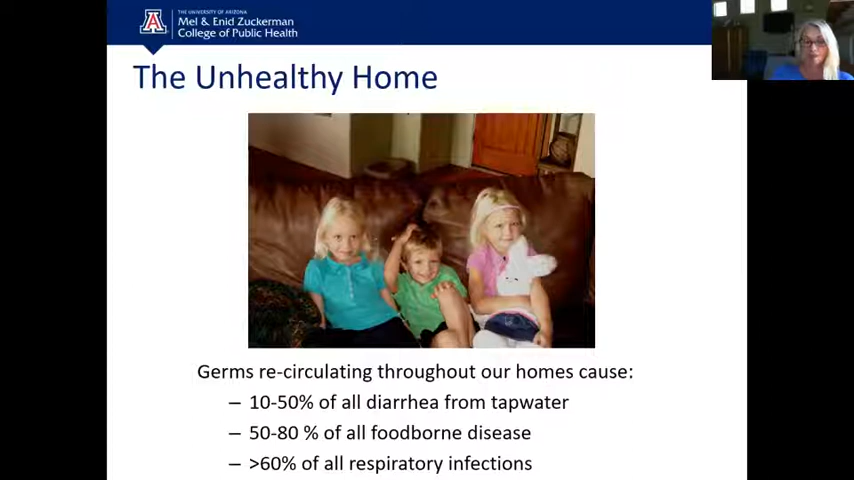 THE UNIVERSITY OF ARIZONA
Mel & Enid Zuckerman
College of Public Health
The Unhealthy Home
Germs re-circulating throughout our homes cause:
– 10-50% of all diarrhea from tapwater
– 50-80 % of all foodborne disease
– >60% of all respiratory infections